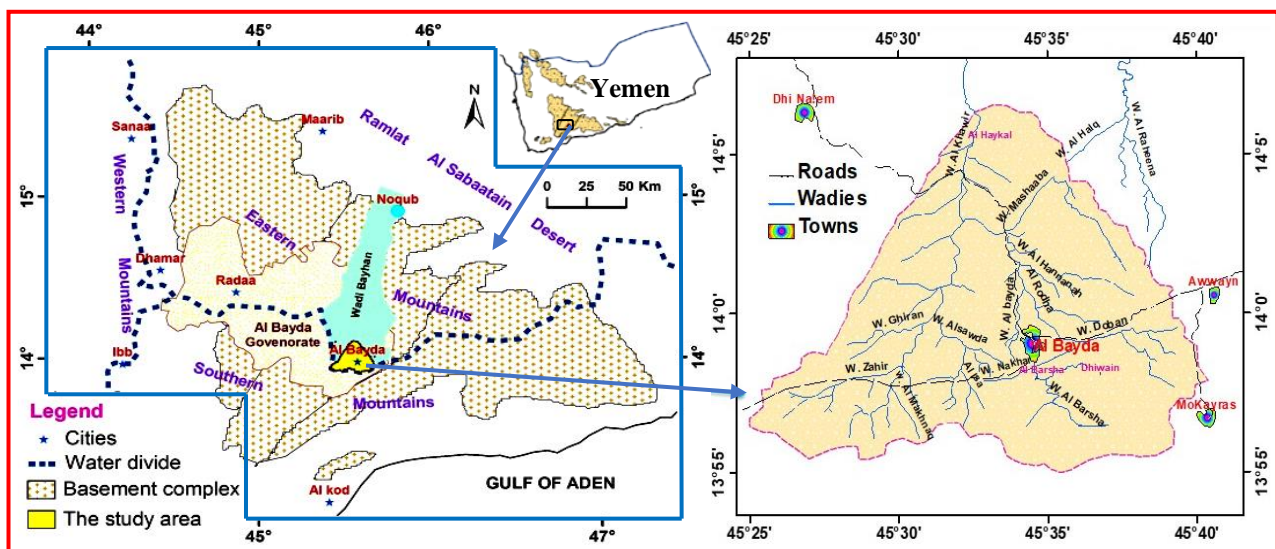 44°
45°
46°
Yemen
N
Sanaa
Maarib
Ramlat
Al Sabaatain
Desert
Western
Mountains
15°
15°
0 25 50 Km
Noqub
Eastern
Mountains
Dhamar
Radaa
Wadi Bayhan
Al Bayda
Govenorate
Al Bayda
Ibb
14°
14°
Southern
Mountains
Legend
Cities
Water divide
Basement complex
The study area
Al kod
GULF OF ADEN
45°
47°
45°25'
45°30'
45°35'
45°40'
Dhi Na'em
Al Haykal
W. Al Khawir
W. Al Halq
W. Al Raheena
14°5'
14°5'
Roads
Wadies
Towns
W. Mashaaba
W. Al Hannanah
Al Rodha
W. Al bayda
Awwayn
14°0'
14°0'
W. Ghiran
W. Alsawda
W. Doban
Al Bayda
W. Zahir
W. Nakhar
Al Barsha
Dhiwain
W. Al Makhnaq
W. Al Barsha
MoKayras
13°55'
13°55'
45°25'
45°30'
45°35'
45°40'